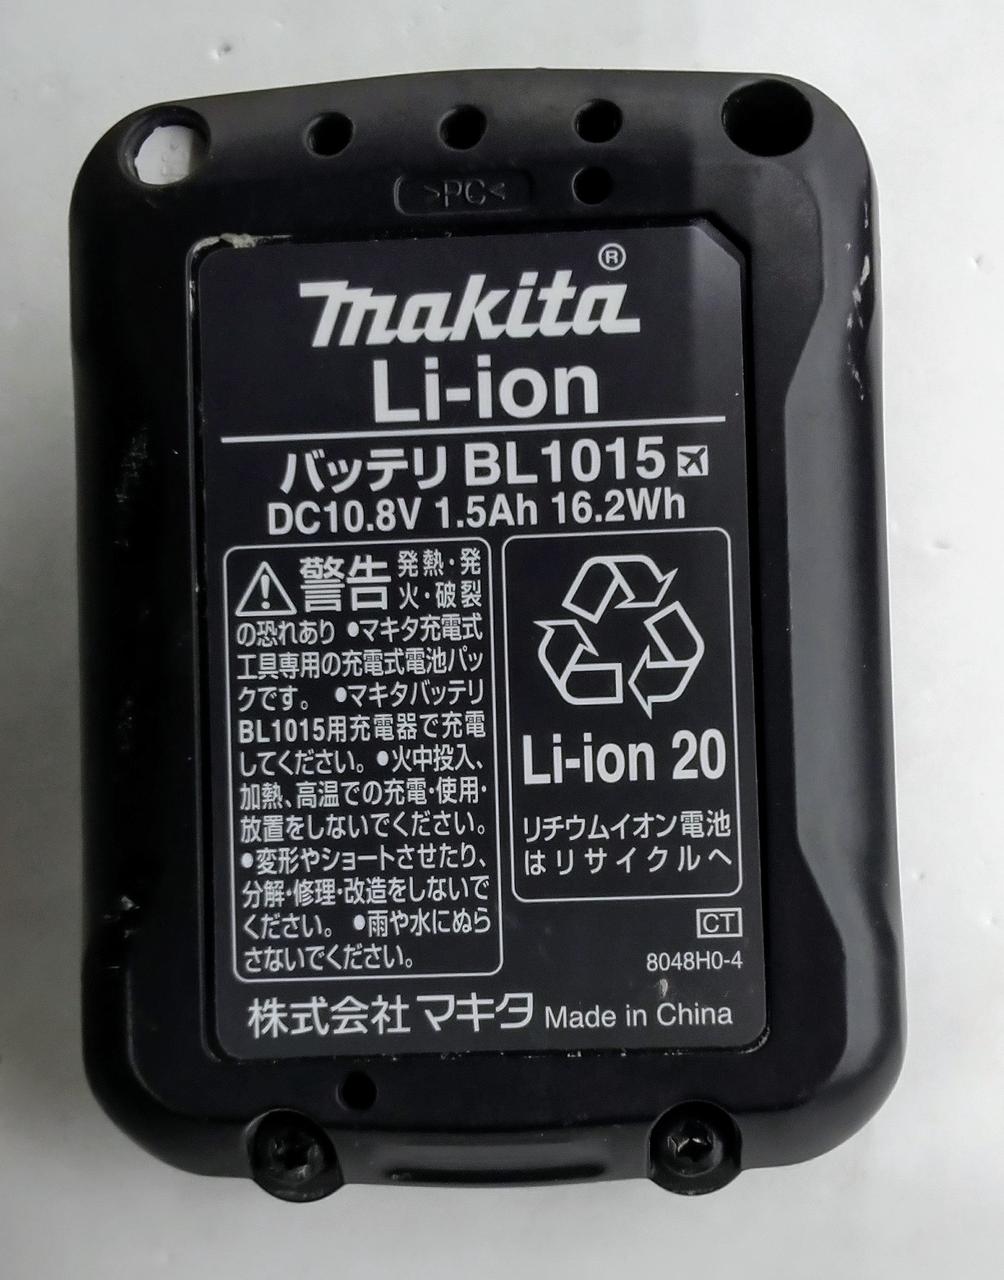 >PC<
makita®
Li-ion
バッテリ BL1015
DC10.8V 1.5Ah 16.2Wh
警告 発熱・発
火・破裂
の恐れあり ●マキタ充電式
工具専用の充電式電池パッ
クです。 ●マキタバッテリ
BL1015用充電器で充電
してください。●火中投入、
加熱、高温での充電・使用・
放置をしないでください。
●変形やショートさせたり、
分解・修理・改造をしないで
ください。 ●雨や水にぬら
さないでください。
Li-ion 20
リチウムイオン電池
はリサイクルへ
CT
8048H0-4
株式会社 マキタ Made in China